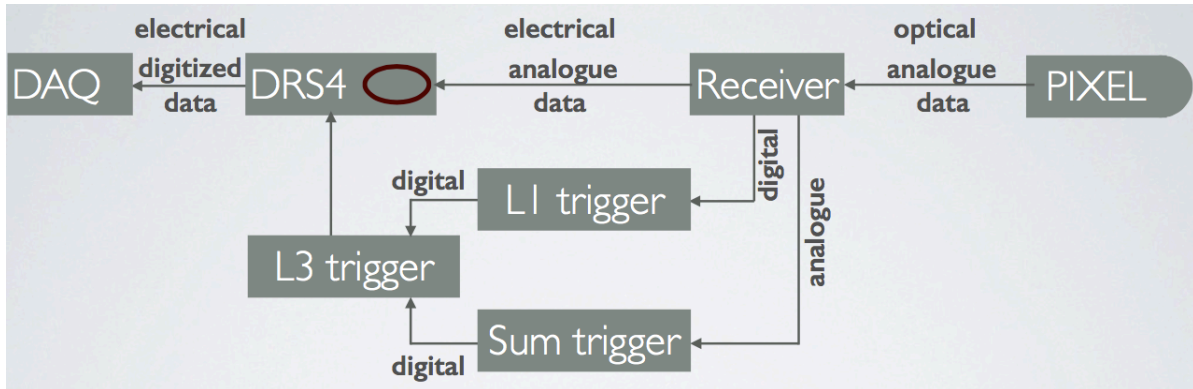 electrical
electrical
optical
DAQ
digitized
DRS4
analogue
Receiver
analogue
PIXEL
data
data
data
digital
analogue
digital
L1 trigger
L3 trigger
Sum trigger
digital